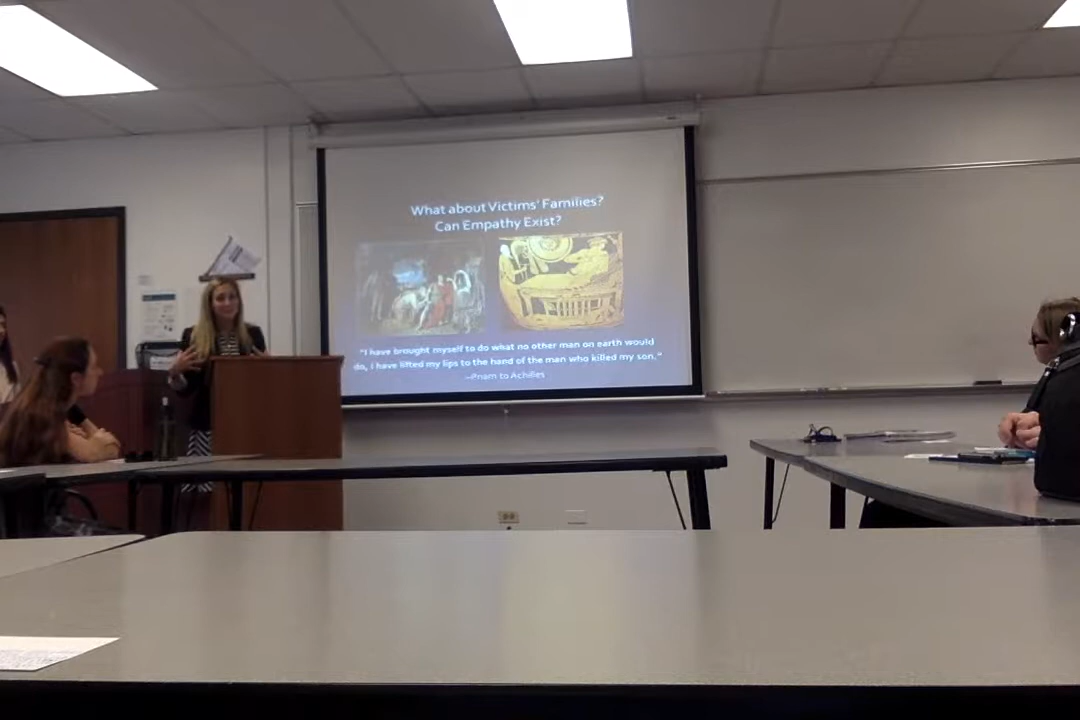 What about Victims' Families?
Can Empathy Exist?
"I have brought myself to do what no other man on earth would
do, i have lifted my lips to the hand of the man who killed my son."
--Priam to Achilles